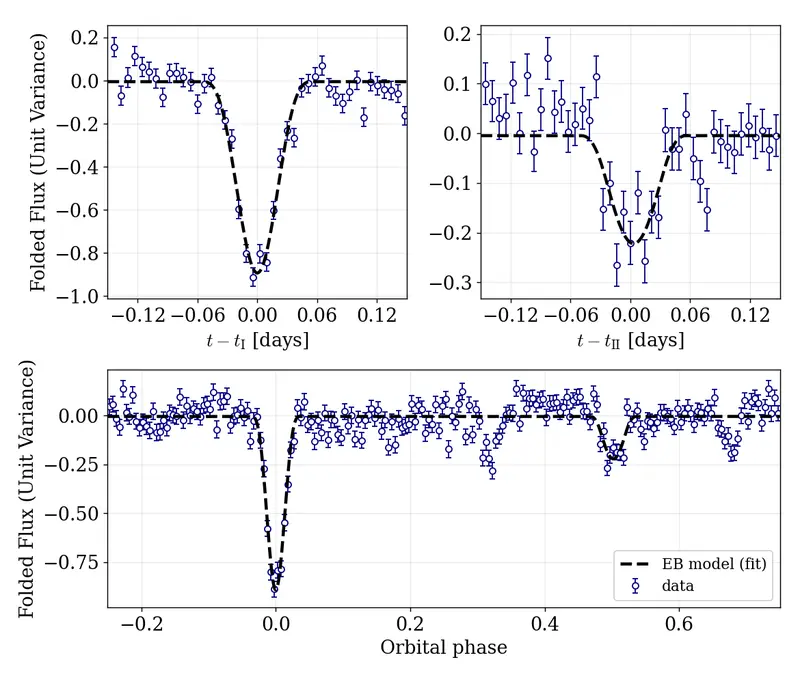 Folded Flux (Unit Variance)
0.2
0.0
−0.2
−0.4
−0.6
−0.8
−1.0
−0.12 −0.06 0.00 0.06 0.12
t − tI [days]
0.2
0.1
0.0
−0.1
−0.2
−0.3
−0.12 −0.06 0.00 0.06 0.12
t − tII [days]
Folded Flux (Unit Variance)
0.00
−0.25
−0.50
−0.75
−0.2 0.0 0.2 0.4 0.6
Orbital phase
EB model (fit)
data